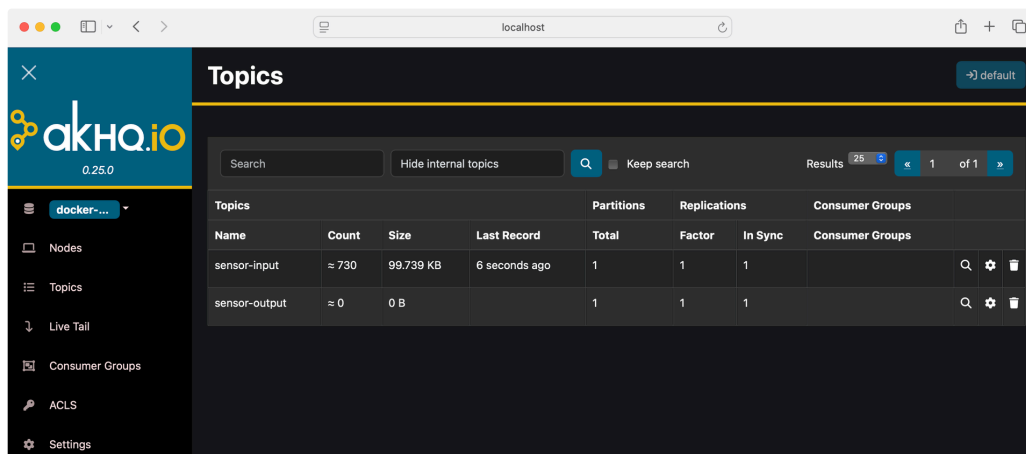 localhost
Topics
default
akHQ.io
0.25.0
Search
Hide internal topics
Keep search
Results 25 « 1 of 1 »
docker-...
Nodes
Topics
Live Tail
Consumer Groups
ACLS
Settings
Topics Partitions Replications Consumer Groups
Name Count Size Last Record Total Factor In Sync Consumer Groups
sensor-input ≈ 730 99.739 KB 6 seconds ago 1 1 1
sensor-output ≈ 0 0 B 1 1 1